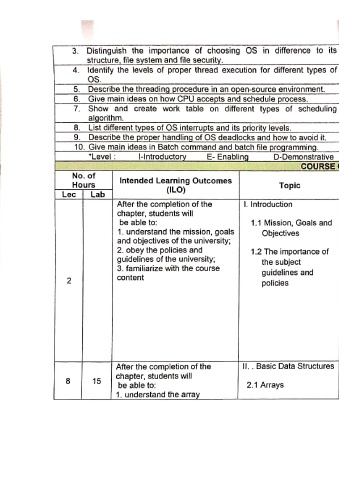 3. Distinguish the importance of choosing OS in difference to its
structure, file system and file security.
4. Identify the levels of proper thread execution for different types of
OS.
5. Describe the threading procedure in an open-source environment.
6. Give main ideas on how CPU accepts and schedule process.
7. Show and create work table on different types of scheduling
algorithm.
8. List different types of OS interrupts and its priority levels.
9. Describe the proper handling of OS deadlocks and how to avoid it.
10. Give main ideas in Batch command and batch file programming.
*Level : I-Introductory E- Enabling D-Demonstrative
COURSE
No. of
Hours
Lec Lab
Intended Learning Outcomes
(ILO)
Topic
2
After the completion of the
chapter, students will
be able to:
1. understand the mission, goals
and objectives of the university;
2. obey the policies and
guidelines of the university;
3. familiarize with the course
content
I. Introduction
1.1 Mission, Goals and
Objectives
1.2 The importance of
the subject
guidelines and
policies
8 15
After the completion of the
chapter, students will
be able to:
1. understand the array
II. . Basic Data Structures
2.1 Arrays